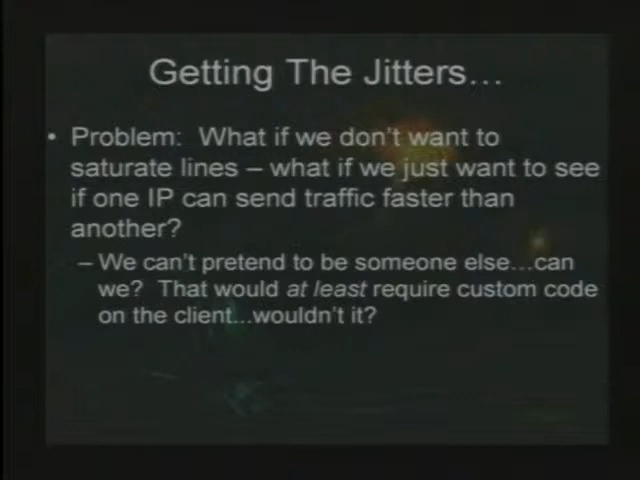 Getting The Jitters...
• Problem: What if we don't want to
saturate lines – what if we just want to see
if one IP can send traffic faster than
another?
– We can't pretend to be someone else...can
we? That would at least require custom code
on the client...wouldn't it?